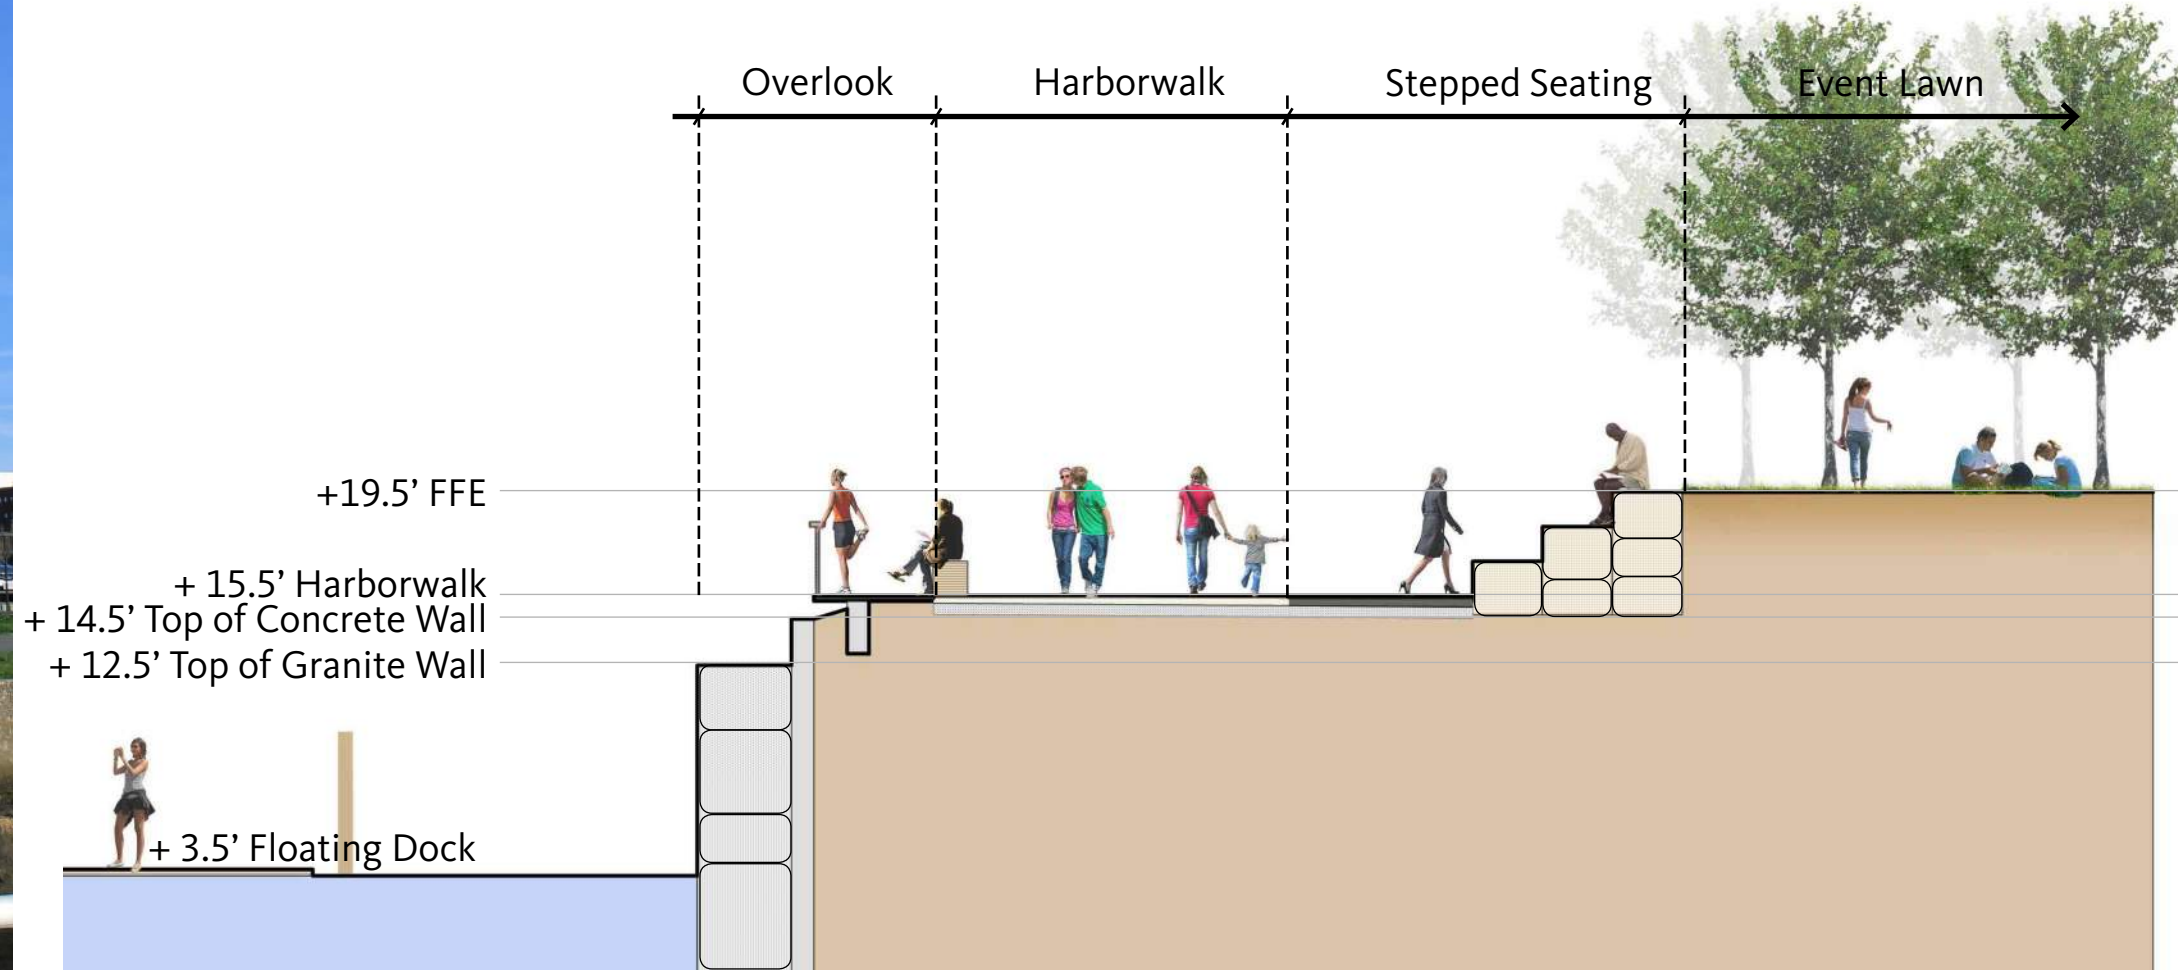 Overlook
Harborwalk
Stepped Seating
Event Lawn
+19.5’ FFE
+ 15.5’ Harborwalk
+ 14.5’ Top of Concrete Wall
+ 12.5’ Top of Granite Wall
+ 3.5’ Floating Dock